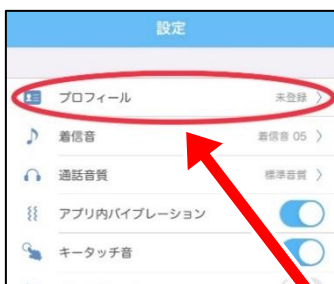 設定
プロフィール 未登録 〉
着信音 着信音 05 〉
通話音質 標準音質 〉
アプリ内バイブレーション
キータッチ音